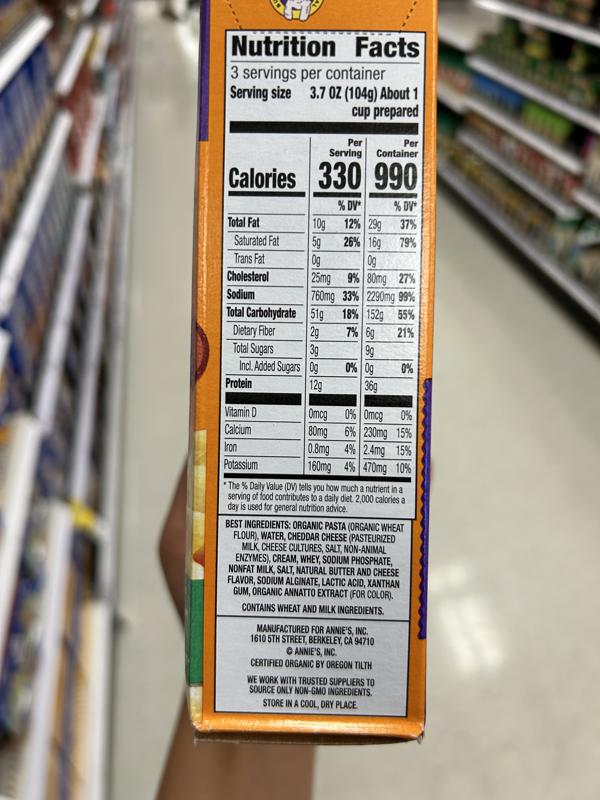 Nutrition Facts
3 servings per container
Serving size 3.7 OZ (104g) About 1
cup prepared
Per Serving Per Container
Calories 330 990
% DV* % DV*
Total Fat 10g 12% 29g 37%
Saturated Fat 5g 26% 16g 79%
Trans Fat 0g 0g
Cholesterol 25mg 9% 80mg 27%
Sodium 760mg 33% 2290mg 99%
Total Carbohydrate 51g 18% 152g 55%
Dietary Fiber 2g 7% 6g 21%
Total Sugars 3g 9g
Incl. Added Sugars 0g 0% 0g 0%
Protein 12g 36g
Vitamin D 0mcg 0% 0mcg 0%
Calcium 80mg 6% 230mg 15%
Iron 0.8mg 4% 2.4mg 15%
Potassium 160mg 4% 470mg 10%
* The % Daily Value (DV) tells you how much a nutrient in a
serving of food contributes to a daily diet. 2,000 calories a
day is used for general nutrition advice.
BEST INGREDIENTS: ORGANIC PASTA (ORGANIC WHEAT
FLOUR), WATER, CHEDDAR CHEESE (PASTEURIZED
MILK, CHEESE CULTURES, SALT, NON-ANIMAL
ENZYMES), CREAM, WHEY, SODIUM PHOSPHATE,
NONFAT MILK, SALT, NATURAL BUTTER AND CHEESE
FLAVOR, SODIUM ALGINATE, LACTIC ACID, XANTHAN
GUM, ORGANIC ANNATTO EXTRACT (FOR COLOR).
CONTAINS WHEAT AND MILK INGREDIENTS.
MANUFACTURED FOR ANNIE'S, INC.
1610 5TH STREET, BERKELEY, CA 94710
© ANNIE'S, INC.
CERTIFIED ORGANIC BY OREGON TILTH
WE WORK WITH TRUSTED SUPPLIERS TO
SOURCE ONLY NON-GMO INGREDIENTS.
STORE IN A COOL, DRY PLACE.